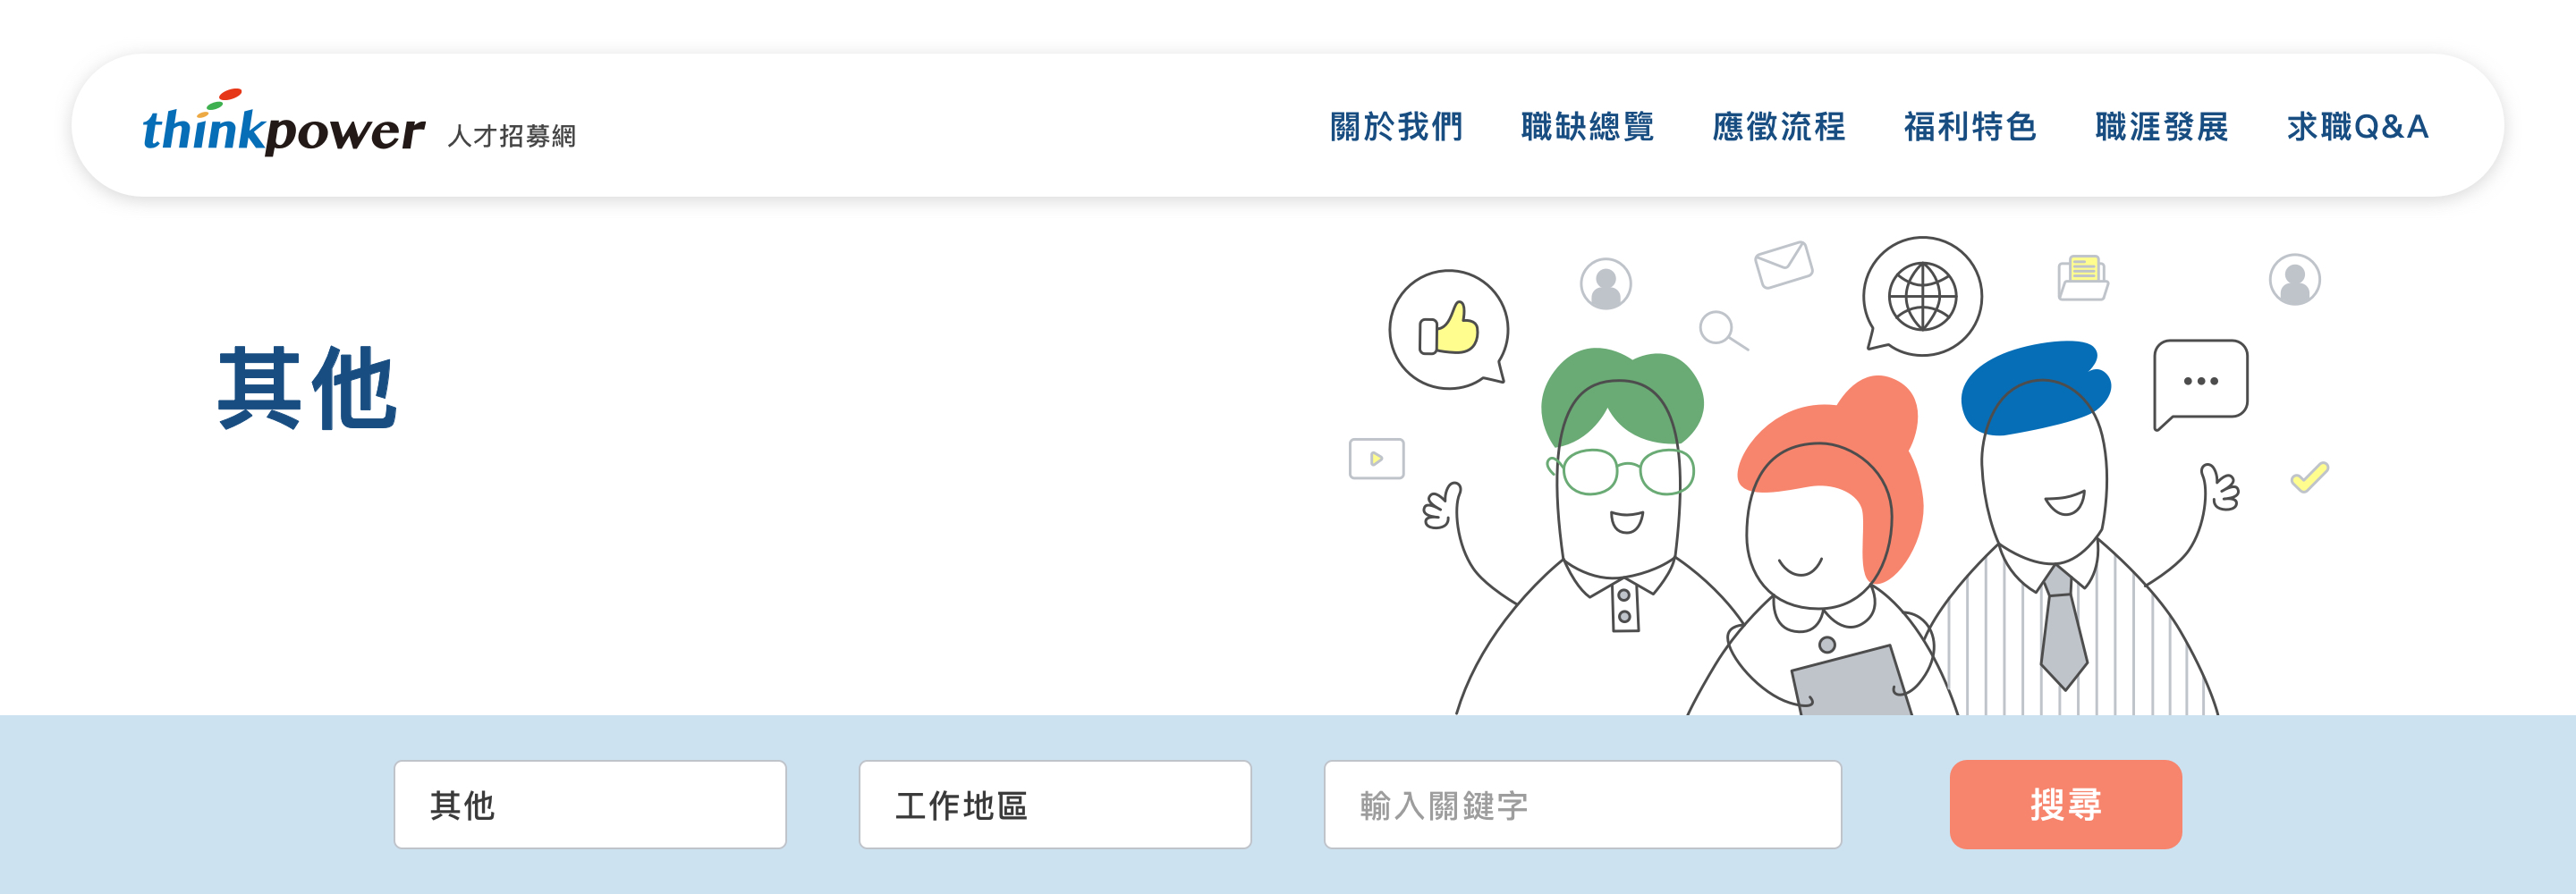 thinkpower 人才招募網
關於我們 職缺總覽 應徵流程 福利特色 職涯發展 求職Q&A
其他
其他 工作地區 輸入關鍵字 搜尋